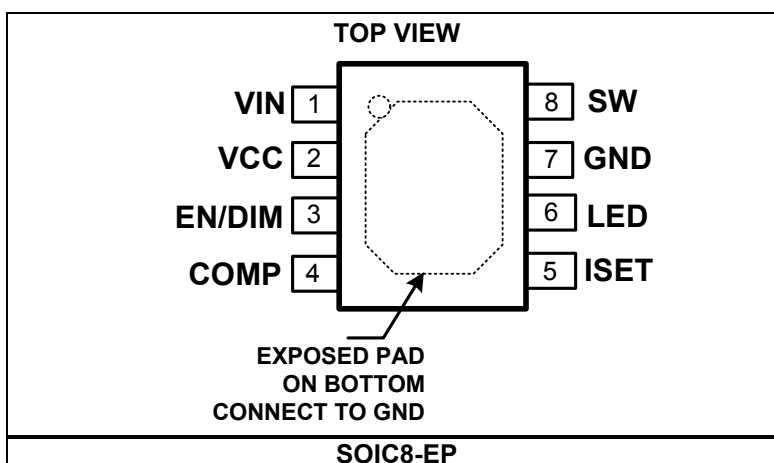 TOP VIEW
VIN 1
8 SW
VCC 2
7 GND
EN/DIM 3
6 LED
COMP 4
5 ISET
EXPOSED PAD
ON BOTTOM
CONNECT TO GND
SOIC8-EP